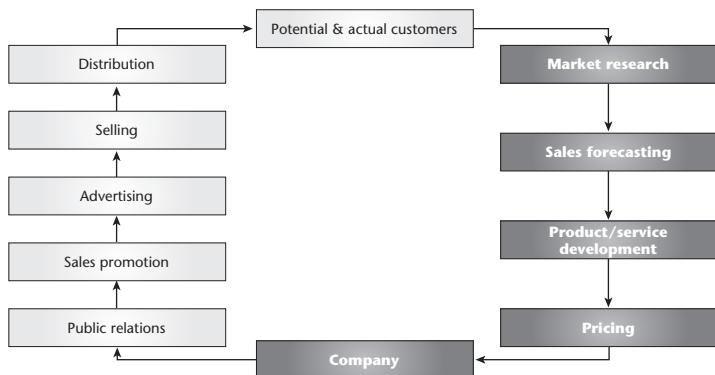 Potential & actual customers
Distribution
Market research
Selling
Sales forecasting
Advertising
Product/service
development
Sales promotion
Public relations
Pricing
Company